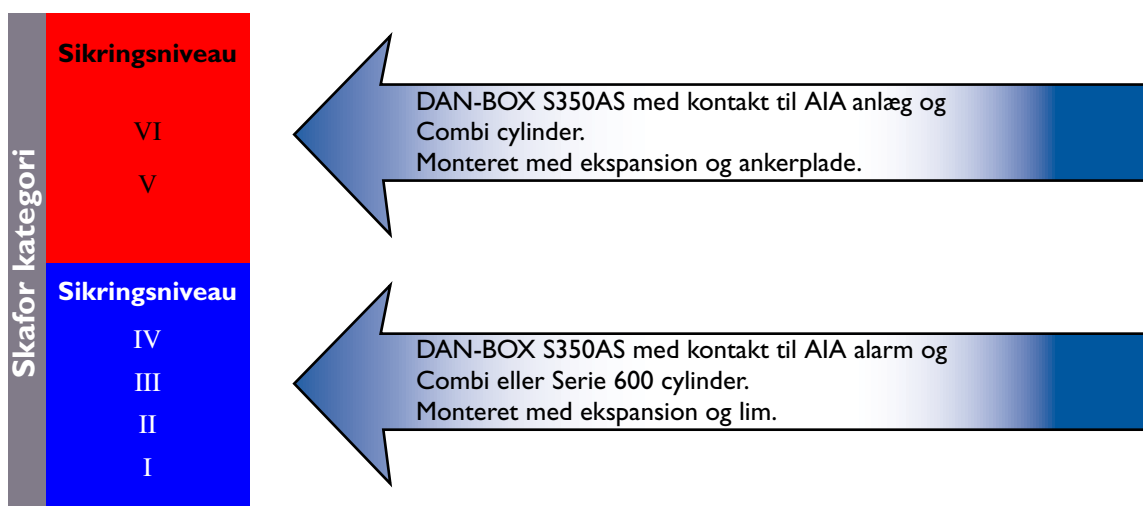 Skafor kategori
Sikringsniveau
VI
V
DAN-BOX S350AS med kontakt til AIA anlæg og
Combi cylinder.
Monteret med ekspansion og ankerplade.
Sikringsniveau
IV
III
II
I
DAN-BOX S350AS med kontakt til AIA alarm og
Combi eller Serie 600 cylinder.
Monteret med ekspansion og lim.